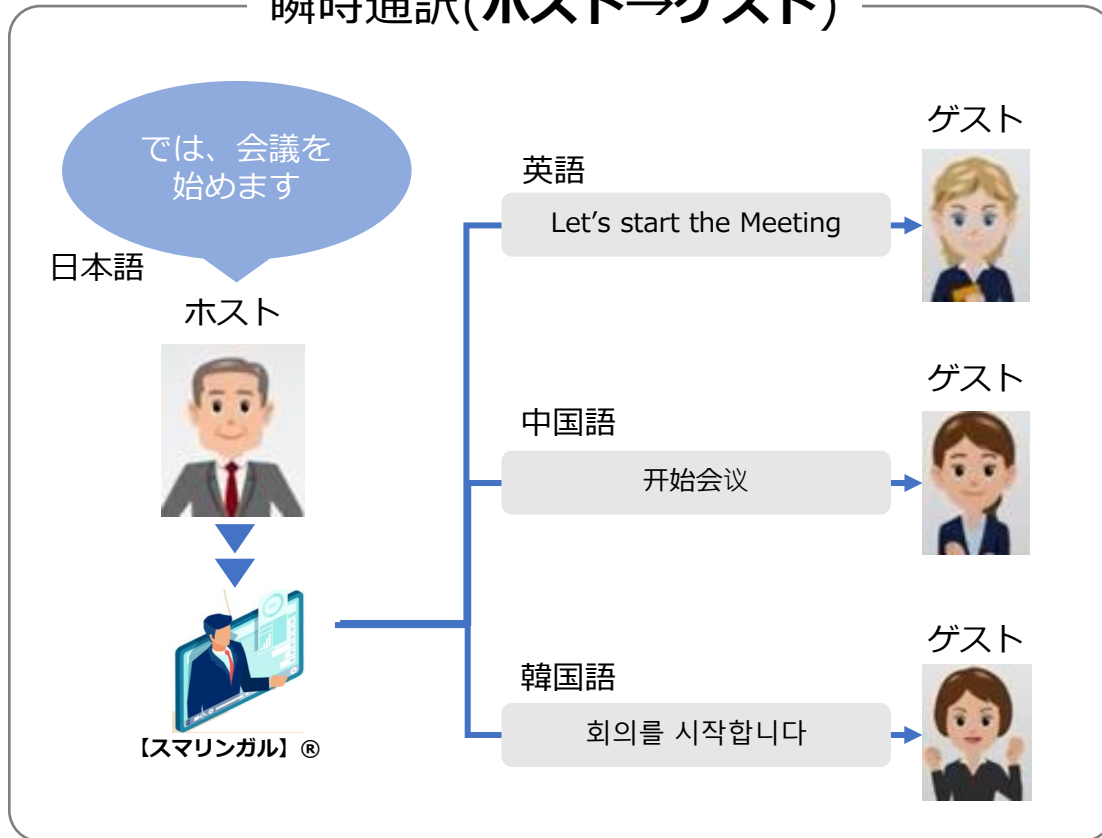 瞬時通訳(ホスト→ゲスト)
では、会議を
始めます
日本語
ホスト
【スマリンガル】®
英語
Let's start the Meeting
ゲスト
中国語
开始会议
ゲスト
韓国語
회의를 시작합니다
ゲスト